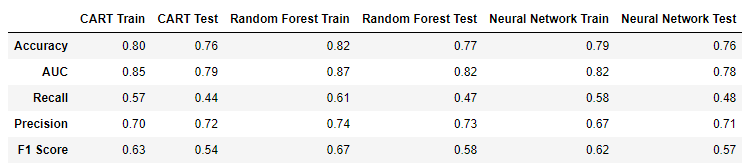 CART Train CART Test Random Forest Train Random Forest Test Neural Network Train Neural Network Test
Accuracy 0.80 0.76 0.82 0.77 0.79 0.76
AUC 0.85 0.79 0.87 0.82 0.82 0.78
Recall 0.57 0.44 0.61 0.47 0.58 0.48
Precision 0.70 0.72 0.74 0.73 0.67 0.71
F1 Score 0.63 0.54 0.67 0.58 0.62 0.57